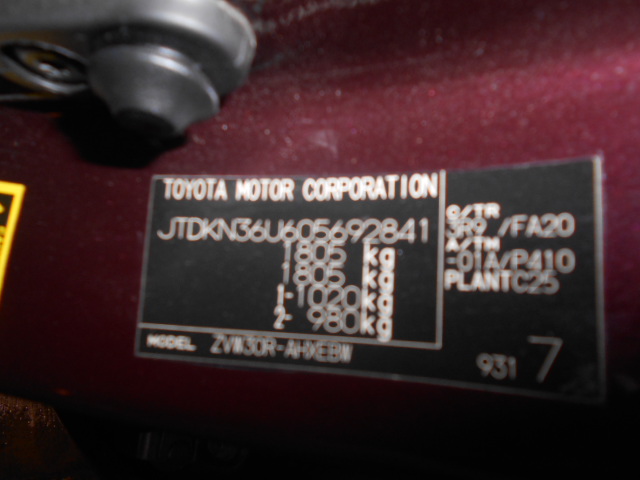 TOYOTA MOTOR CORPORATION
JTDKN36U605692841
1805 kg
1805 kg
1- 1020 kg
2- 980 kg
MODEL ZVW30R-AHXEBW
C/TR
3R9 /FA20
A/TM
-01A/P410
PLANT C25
931 7